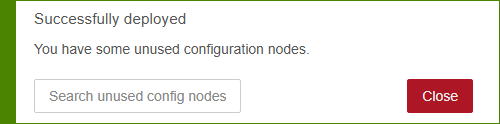 Successfully deployed
You have some unused configuration nodes.
Search unused config nodes Close